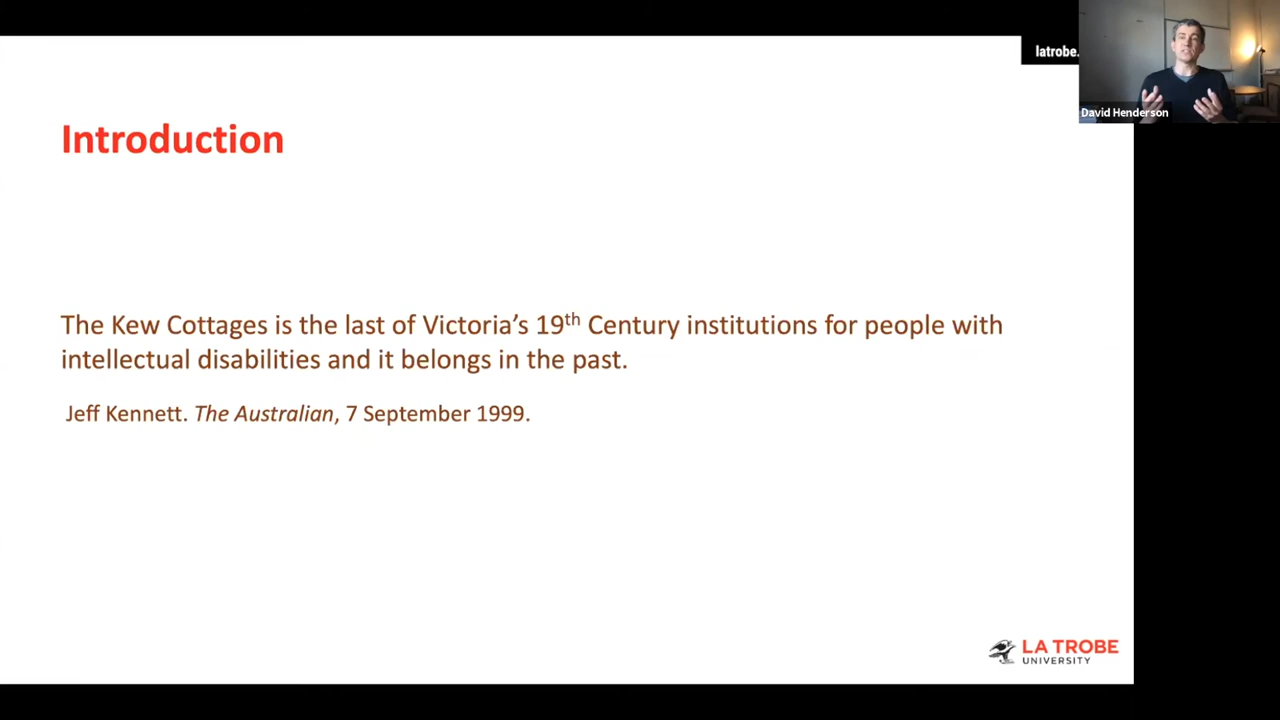 latrobe.
David Henderson
Introduction
The Kew Cottages is the last of Victoria’s 19th Century institutions for people with
intellectual disabilities and it belongs in the past.
Jeff Kennett. The Australian, 7 September 1999.
LA TROBE
UNIVERSITY